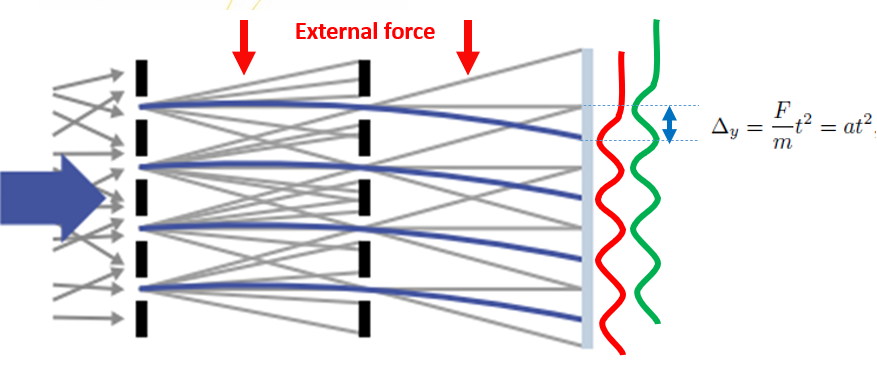 External force
Δy = F/m t² = at²,